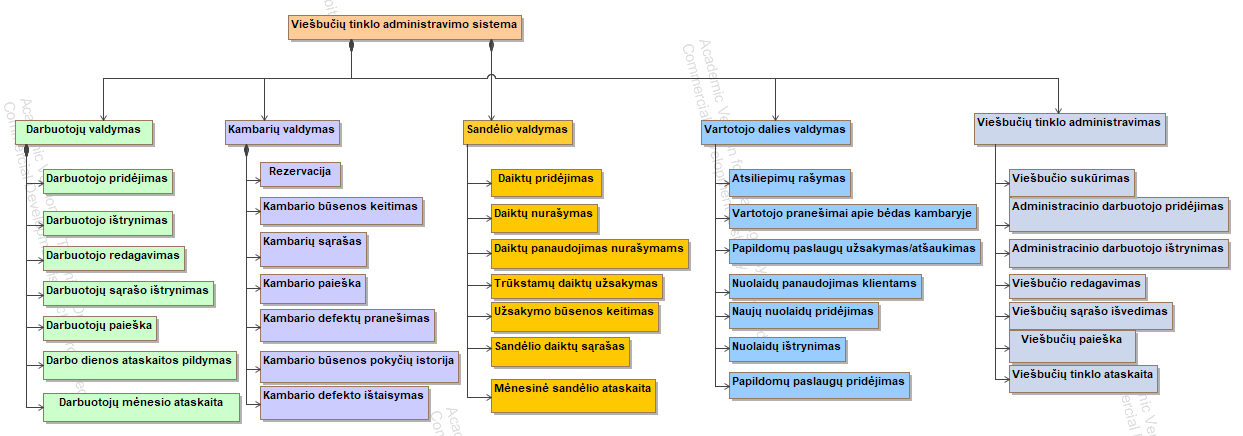 Viešbučių tinklo administravimo sistema
Darbuotojų valdymas
Darbuotojo pridėjimas
Darbuotojo ištrynimas
Darbuotojo redagavimas
Darbuotojų sąrašo ištrynimas
Darbuotojų paieška
Darbo dienos ataskaitos pildymas
Darbuotojų mėnesio ataskaita
Kambarių valdymas
Rezervacija
Kambario būsenos keitimas
Kambarių sąrašas
Kambario paieška
Kambario defektų pranešimas
Kambario būsenos pokyčių istorija
Kambario defekto ištaisymas
Sandėlio valdymas
Daiktų pridėjimas
Daiktų nurašymas
Daiktų panaudojimas nurašymams
Trūkstamų daiktų užsakymas
Užsakymo būsenos keitimas
Sandėlio daiktų sąrašas
Mėnesinė sandėlio ataskaita
Vartotojo dalies valdymas
Atsiliepimų rašymas
Vartotojo pranešimai apie bėdas kambaryje
Papildomų paslaugų užsakymas/atšaukimas
Nuolaidų panaudojimas klientams
Naujų nuolaidų pridėjimas
Nuolaidų ištrynimas
Papildomų paslaugų pridėjimas
Viešbučių tinklo administravimas
Viešbučio sukūrimas
Administracinio darbuotojo pridėjimas
Administracinio darbuotojo ištrynimas
Viešbučio redagavimas
Viešbučių sąrašo išvedimas
Viešbučių paieška
Viešbučių tinklo ataskaita